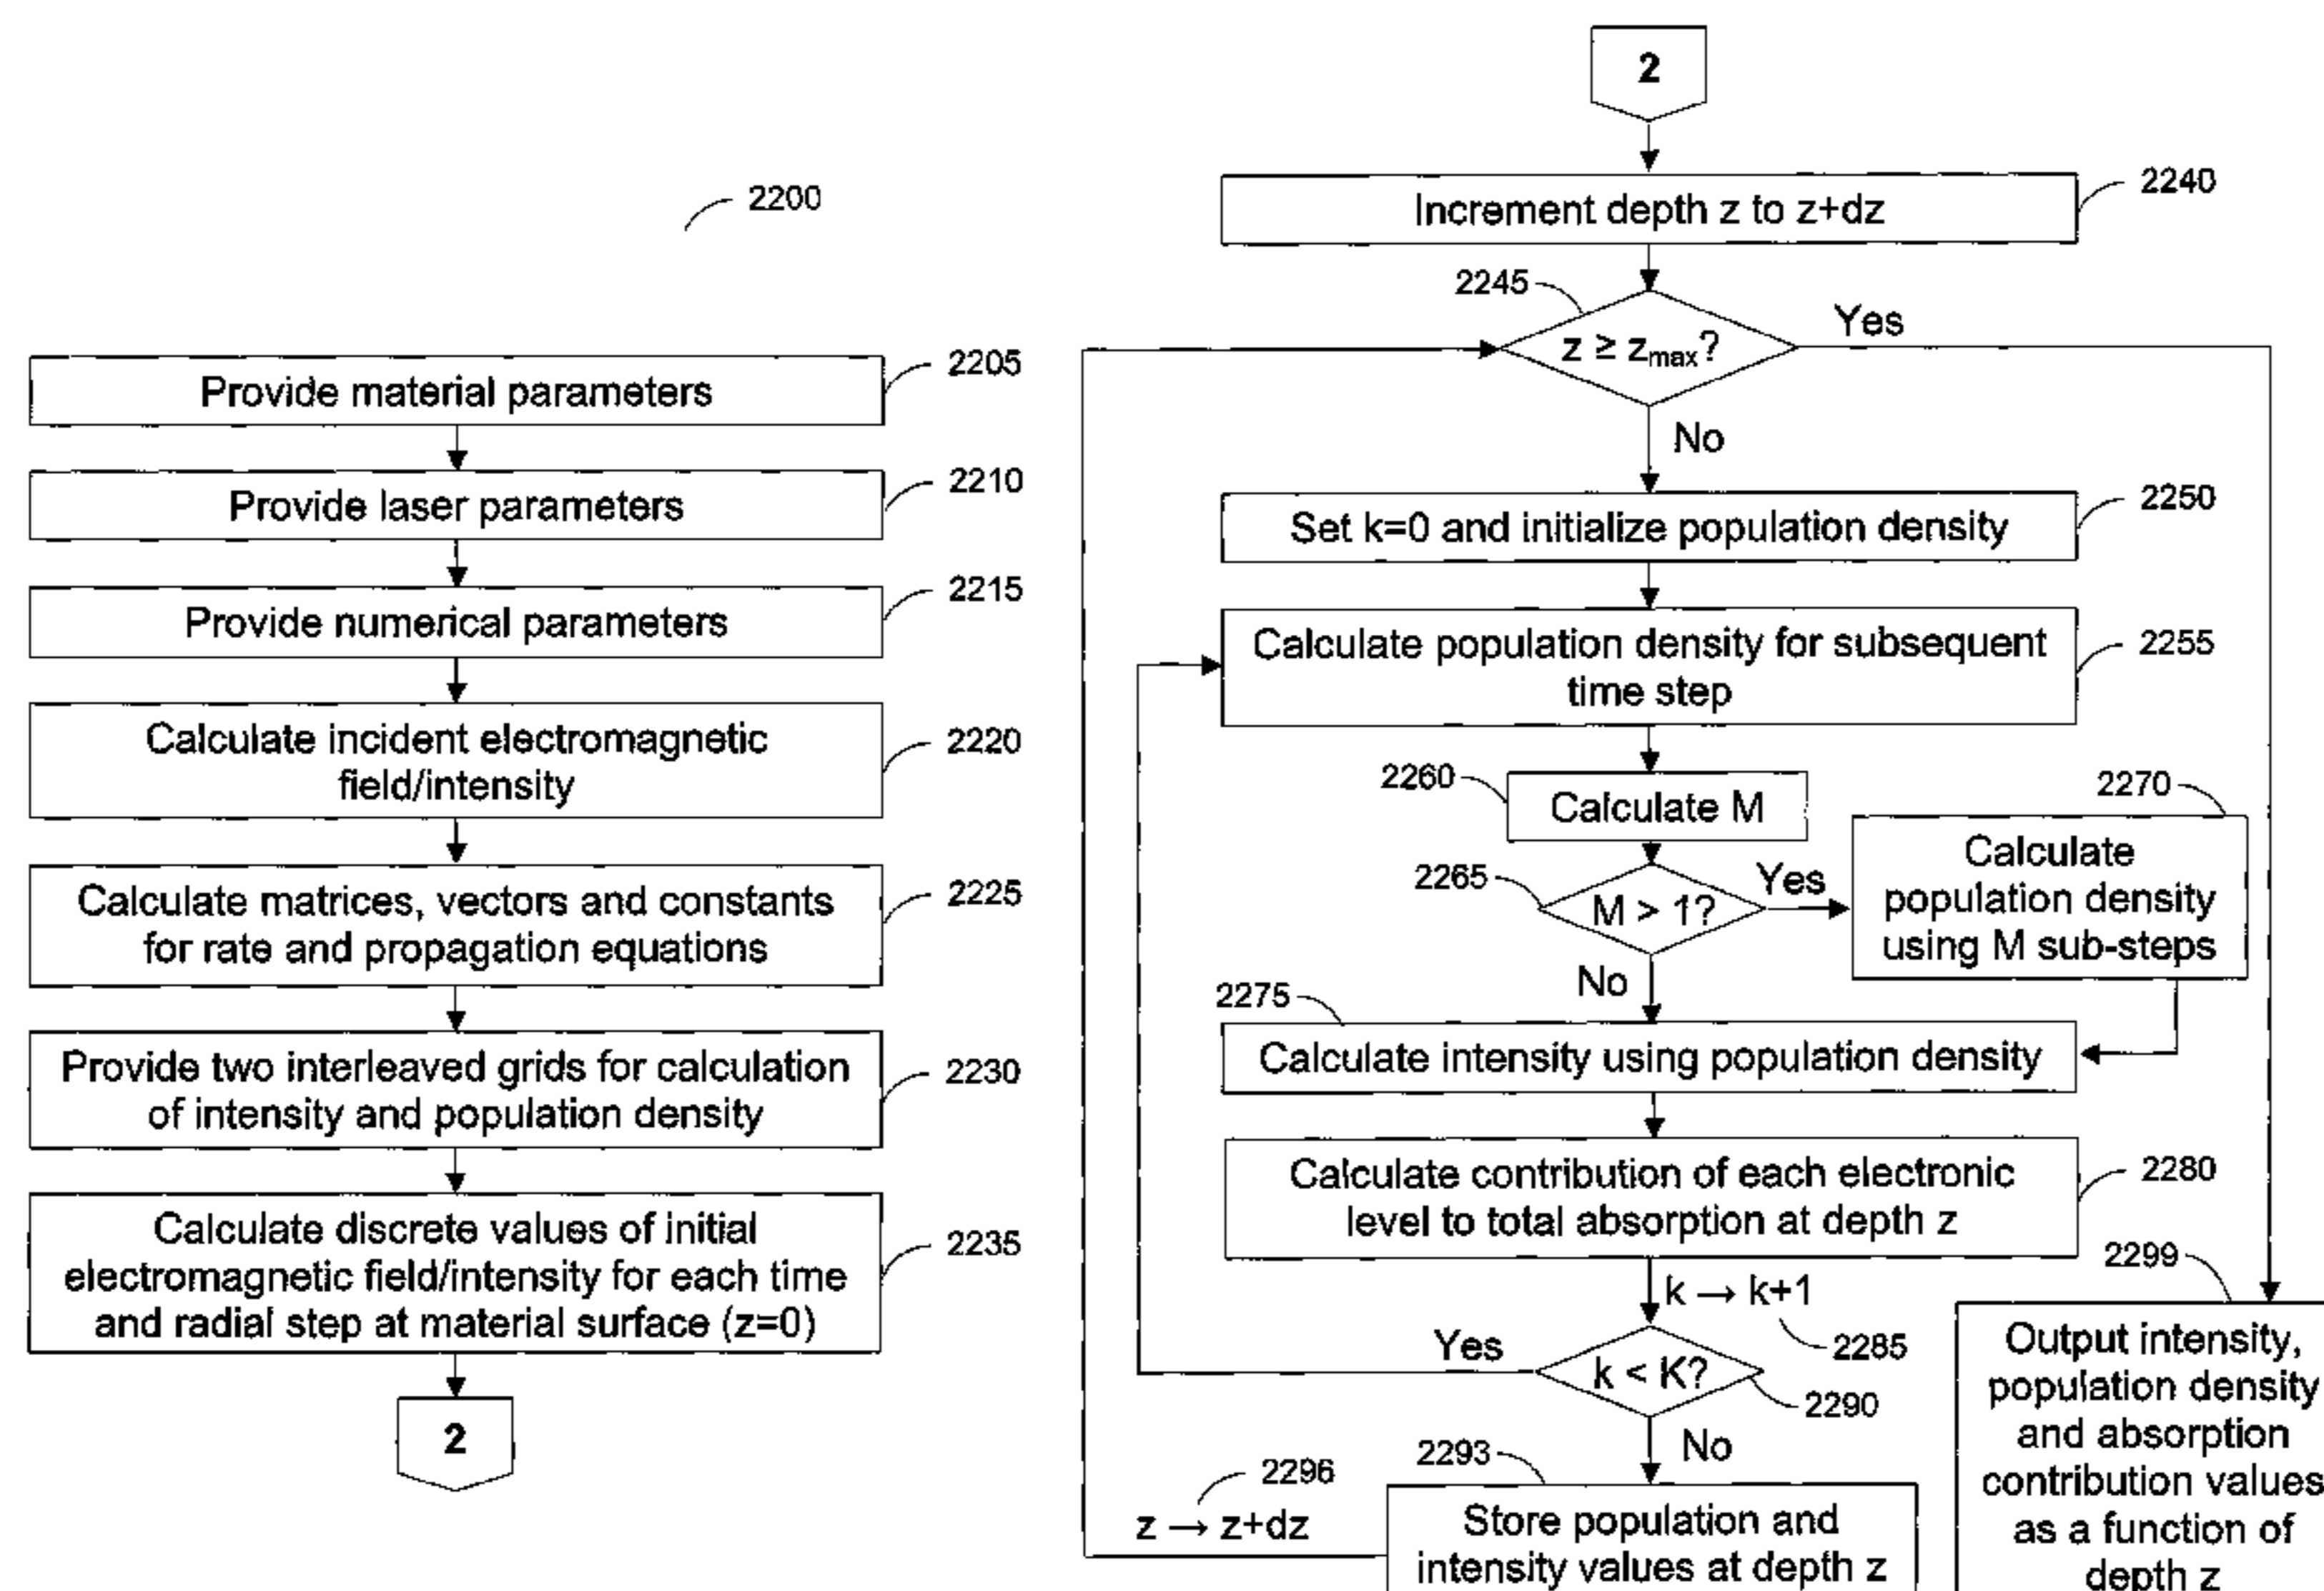 2200
Provide material parameters
2205
Provide laser parameters
2210
Provide numerical parameters
2215
Calculate incident electromagnetic
field/intensity
2220
Calculate matrices, vectors and constants
for rate and propagation equations
2225
Provide two interleaved grids for calculation
of intensity and population density
2230
Calculate discrete values of initial
electromagnetic field/intensity for each time
and radial step at material surface (z=0)
2235
2
2
Increment depth z to z+dz
2240
2245
z ≥ zmax?
Yes
No
Set k=0 and initialize population density
2250
Calculate population density for subsequent
time step
2255
2260
Calculate M
2265
M > 1?
Yes
2270
Calculate
population density
using M sub-steps
No
2275
Calculate intensity using population density
Calculate contribution of each electronic
level to total absorption at depth z
2280
k → k+1
2285
Yes
k < K?
2290
No
2293
Store population and
intensity values at depth z
2296
z → z+dz
2299
Output intensity,
population density
and absorption
contribution values
as a function of
depth z